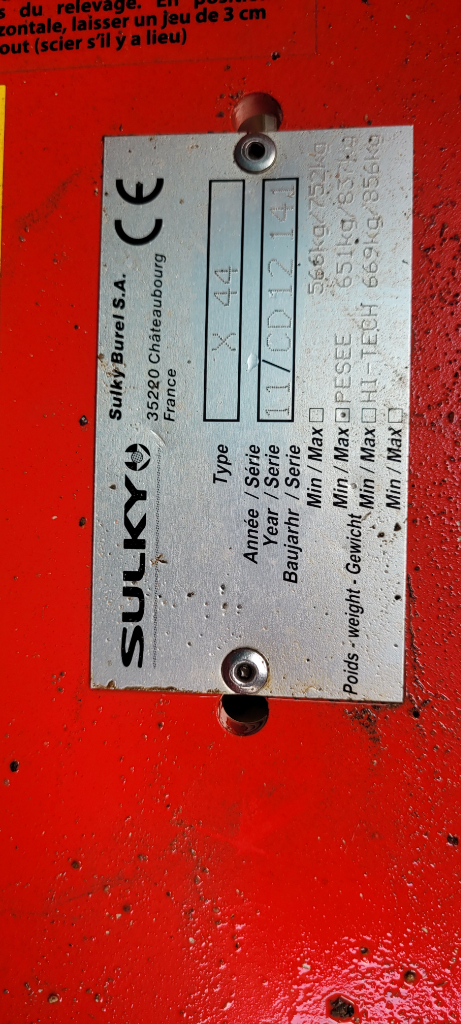 du relevage. En position
zontale, laisser un jeu de 3 cm
out (scier s'il y a lieu)
SULKY
Sulky Burel S.A.
35220 Châteaubourg
France
CE
Type X 44
Année / Série
Year / Serie 11/CD12 141
Baujarhr / Serie
Min / Max 566kg/752kg
Min / Max PESEE 651kg/837kg
Poids - weight - Gewicht Min / Max HI-TECH 669kg/856kg
Min / Max